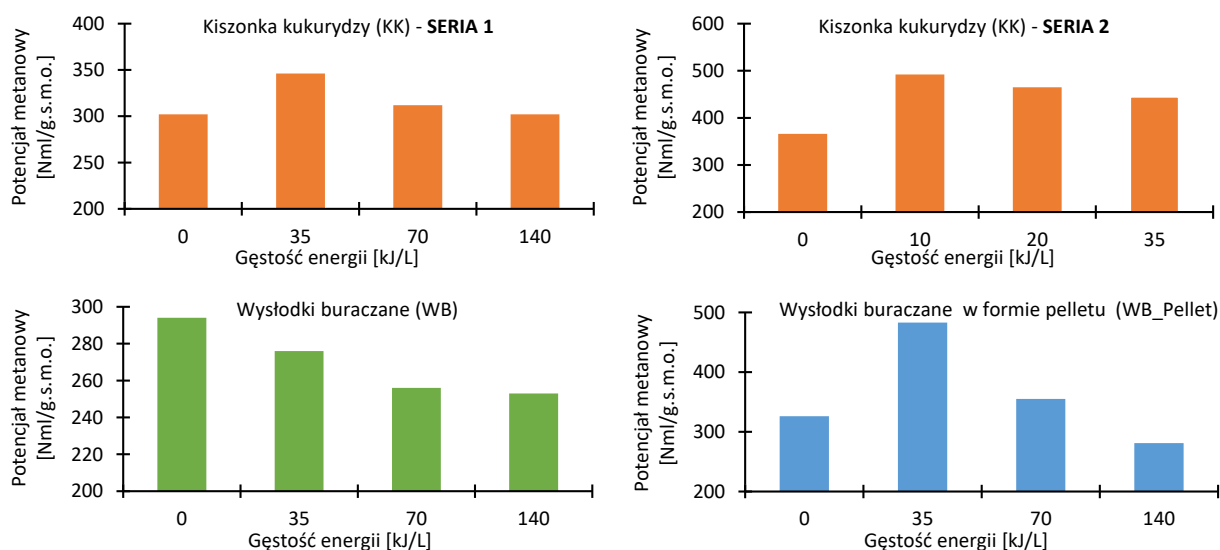 Kiszonka kukurydzy (KK) - SERIA 1
Potencjał metanowy
[Nml/g.s.m.o.]
400
350
300
250
200
0 35 70 140
Gęstość energii [kJ/L]
Kiszonka kukurydzy (KK) - SERIA 2
Potencjał metanowy
[Nml/g.s.m.o.]
600
500
400
300
200
0 10 20 35
Gęstość energii [kJ/L]
Wysłodki buraczane (WB)
Potencjał metanowy
[Nml/g.s.m.o.]
300
280
260
240
220
200
0 35 70 140
Gęstość energii [kJ/L]
Wysłodki buraczane w formie pelletu (WB_Pellet)
Potencjał metanowy
[Nml/g.s.m.o.]
500
400
300
200
0 35 70 140
Gęstość energii [kJ/L]